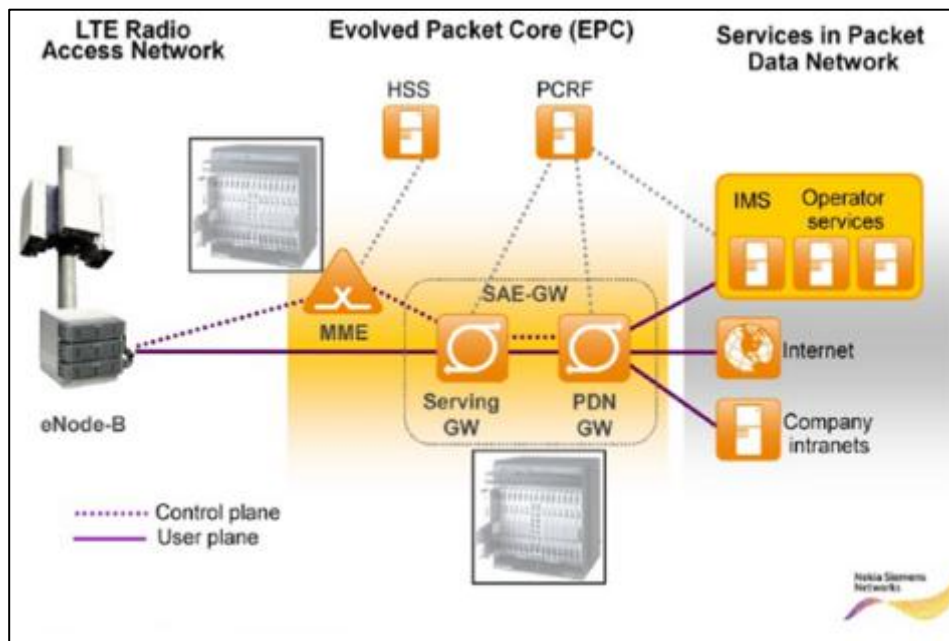 LTE Radio
Access Network
Evolved Packet Core (EPC)
Services in Packet
Data Network
HSS
PCRF
IMS
Operator
services
SAE-GW
MME
Serving
GW
PDN
GW
Internet
Company
intranets
eNode-B
Control plane
User plane
Nokia Siemens
Networks